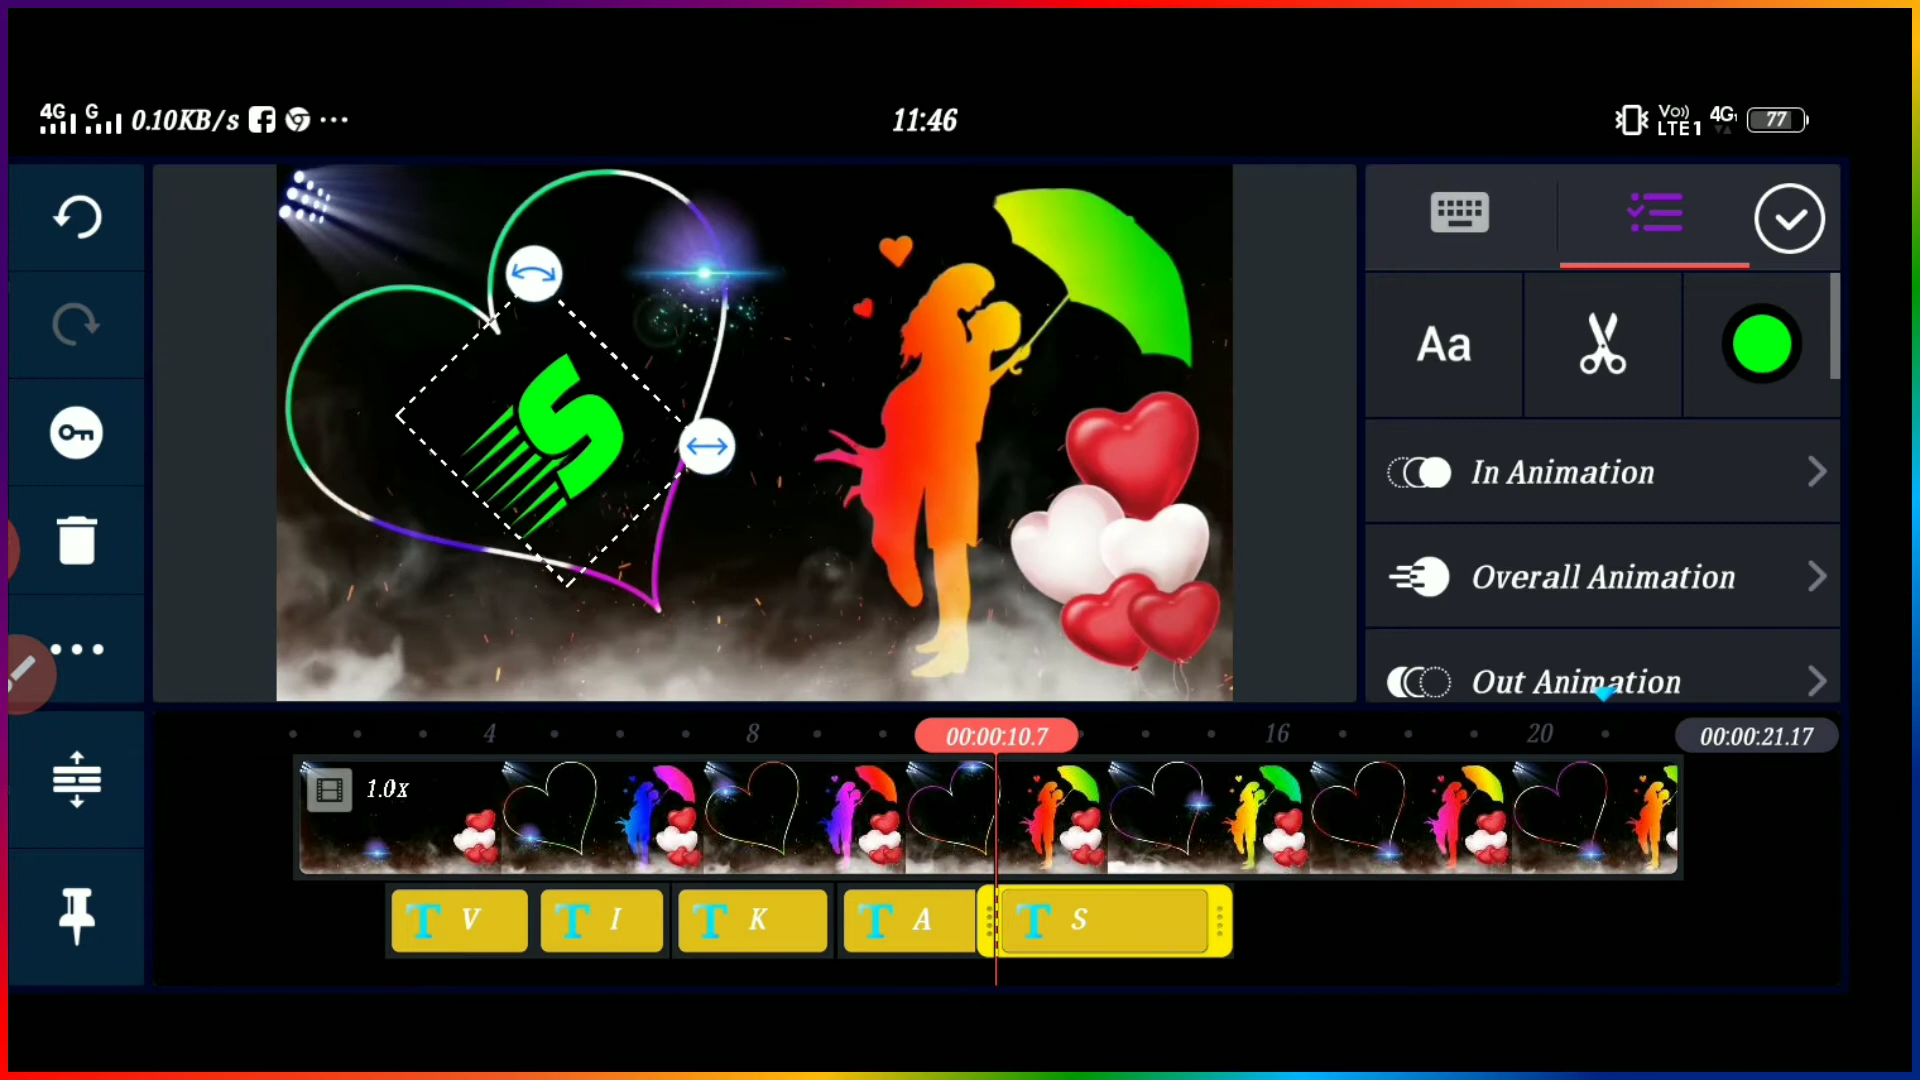 4G G 0.10KB/s ... 11:46 Vo)) LTE1 4G 77
S
Aa
In Animation
Overall Animation
Out Animation
4 8 00:00:10.7 16 20 00:00:21.17
1.0x
T V T I T K T A T S